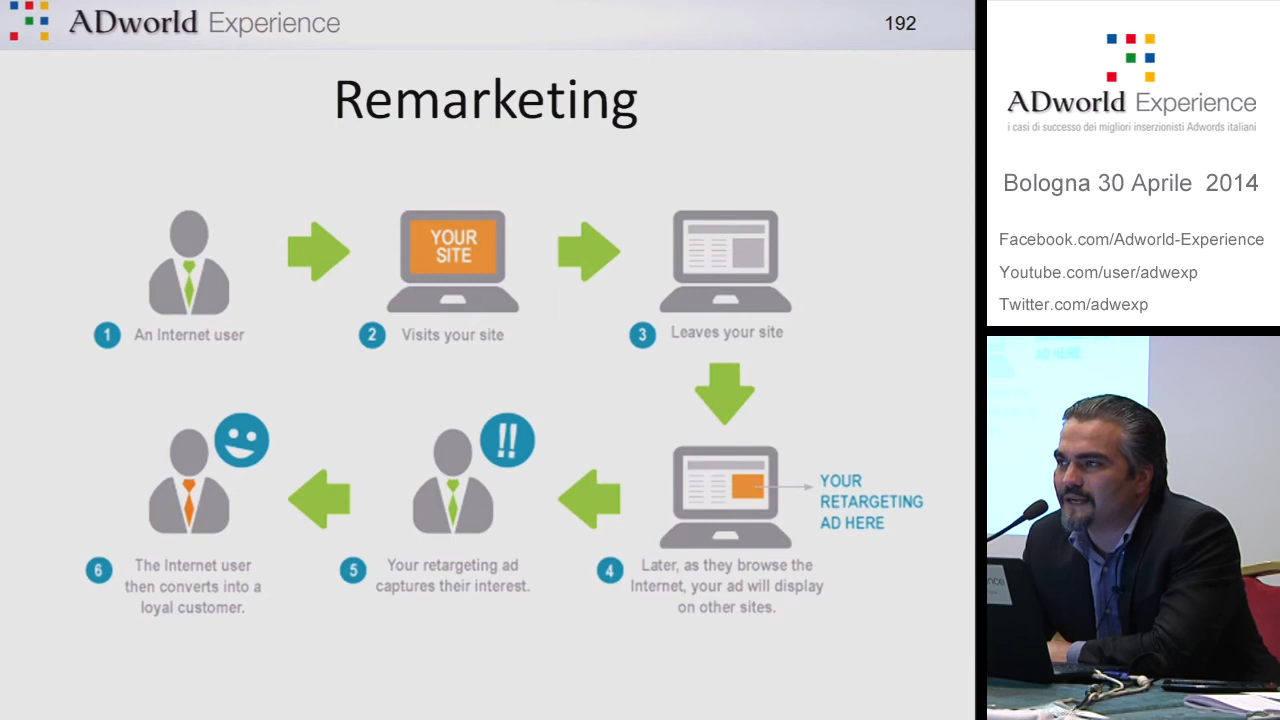 ADworld Experience
192
Remarketing
YOUR
SITE
1 An Internet user
2 Visits your site
3 Leaves your site
YOUR
RETARGETING
AD HERE
6 The Internet user
then converts into a
loyal customer.
5 Your retargeting ad
captures their interest.
4 Later, as they browse the
Internet, your ad will display
on other sites.
!!
ADworld Experience
i casi di successo dei migliori inserzionisti Adwords italiani
Bologna 30 Aprile 2014
Facebook.com/Adworld-Experience
Youtube.com/user/adwexp
Twitter.com/adwexp
AD HERE